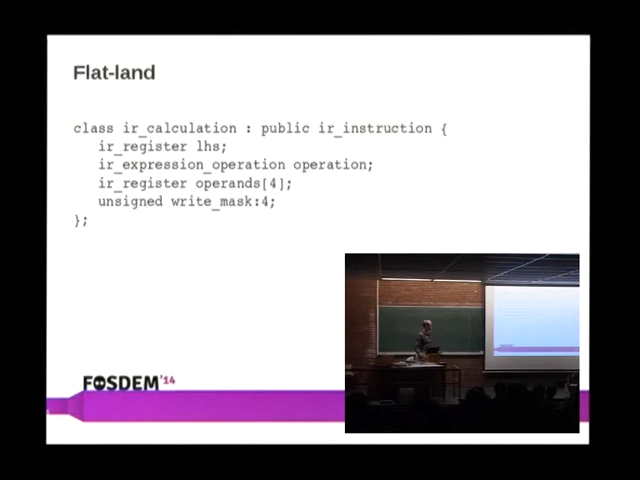 Flat-land
class ir_calculation : public ir_instruction {
ir_register lhs;
ir_expression_operation operation;
ir_register operands[4];
unsigned write_mask:4;
};
FOSDEM'14